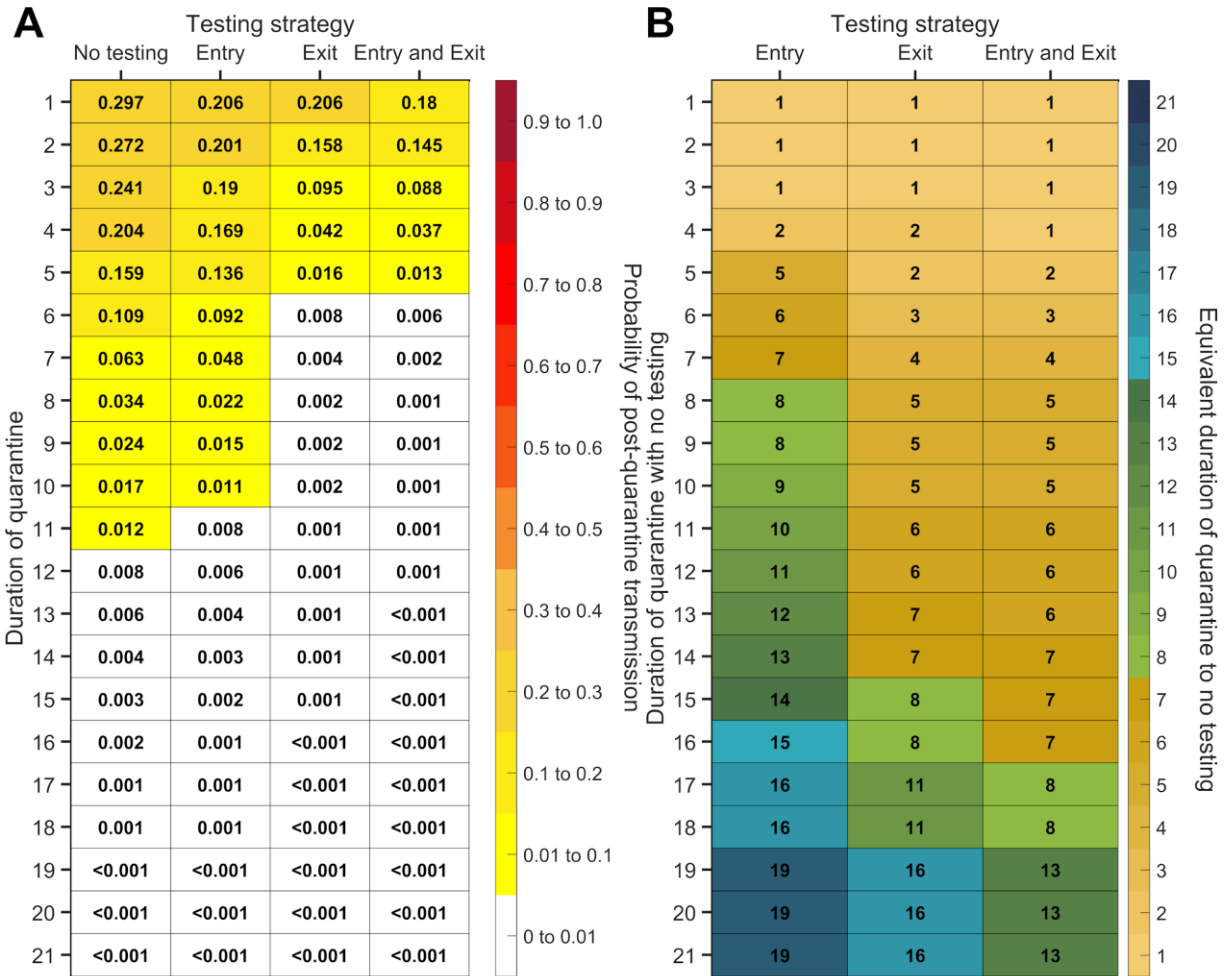 A
Testing strategy
No testing Entry Exit Entry and Exit
Duration of quarantine
1 0.297 0.206 0.206 0.18
2 0.272 0.201 0.158 0.145
3 0.241 0.19 0.095 0.088
4 0.204 0.169 0.042 0.037
5 0.159 0.136 0.016 0.013
6 0.109 0.092 0.008 0.006
7 0.063 0.048 0.004 0.002
8 0.034 0.022 0.002 0.001
9 0.024 0.015 0.002 0.001
10 0.017 0.011 0.002 0.001
11 0.012 0.008 0.001 0.001
12 0.008 0.006 0.001 0.001
13 0.006 0.004 0.001 <0.001
14 0.004 0.003 0.001 <0.001
15 0.003 0.002 0.001 <0.001
16 0.002 0.001 <0.001 <0.001
17 0.001 0.001 <0.001 <0.001
18 0.001 0.001 <0.001 <0.001
19 <0.001 <0.001 <0.001 <0.001
20 <0.001 <0.001 <0.001 <0.001
21 <0.001 <0.001 <0.001 <0.001
0.9 to 1.0
0.8 to 0.9
0.7 to 0.8
0.6 to 0.7
0.5 to 0.6
0.4 to 0.5
0.3 to 0.4
0.2 to 0.3
0.1 to 0.2
0.01 to 0.1
0 to 0.01
Probability of post-quarantine transmission
B
Testing strategy
Entry Exit Entry and Exit
Duration of quarantine with no testing
1 1 1 1
2 1 1 1
3 1 1 1
4 2 2 1
5 5 2 2
6 6 3 3
7 7 4 4
8 8 5 5
9 8 5 5
10 9 5 5
11 10 6 6
12 11 6 6
13 12 7 6
14 13 7 7
15 14 8 7
16 15 8 7
17 16 11 8
18 16 11 8
19 19 16 13
20 19 16 13
21 19 16 13
21
20
19
18
17
16
15
14
13
12
11
10
9
8
7
6
5
4
3
2
1
Equivalent duration of quarantine to no testing